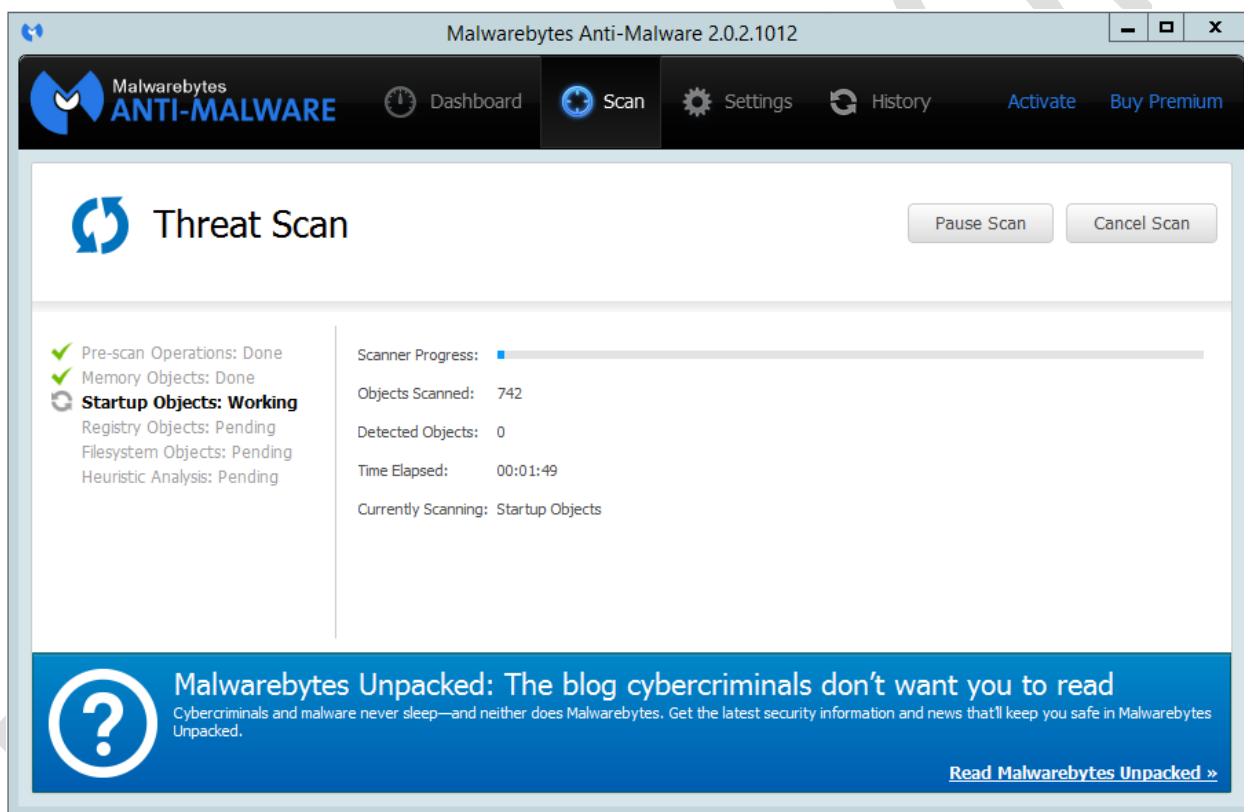 Malwarebytes Anti-Malware 2.0.2.1012
Malwarebytes
ANTI-MALWARE
Dashboard
Scan
Settings
History
Activate
Buy Premium
Threat Scan
Pause Scan
Cancel Scan
Pre-scan Operations: Done
Memory Objects: Done
Startup Objects: Working
Registry Objects: Pending
Filesystem Objects: Pending
Heuristic Analysis: Pending
Scanner Progress:
Objects Scanned: 742
Detected Objects: 0
Time Elapsed: 00:01:49
Currently Scanning: Startup Objects
Malwarebytes Unpacked: The blog cybercriminals don’t want you to read
Cybercriminals and malware never sleep—and neither does Malwarebytes. Get the latest security information and news that'll keep you safe in Malwarebytes
Unpacked.
Read Malwarebytes Unpacked »